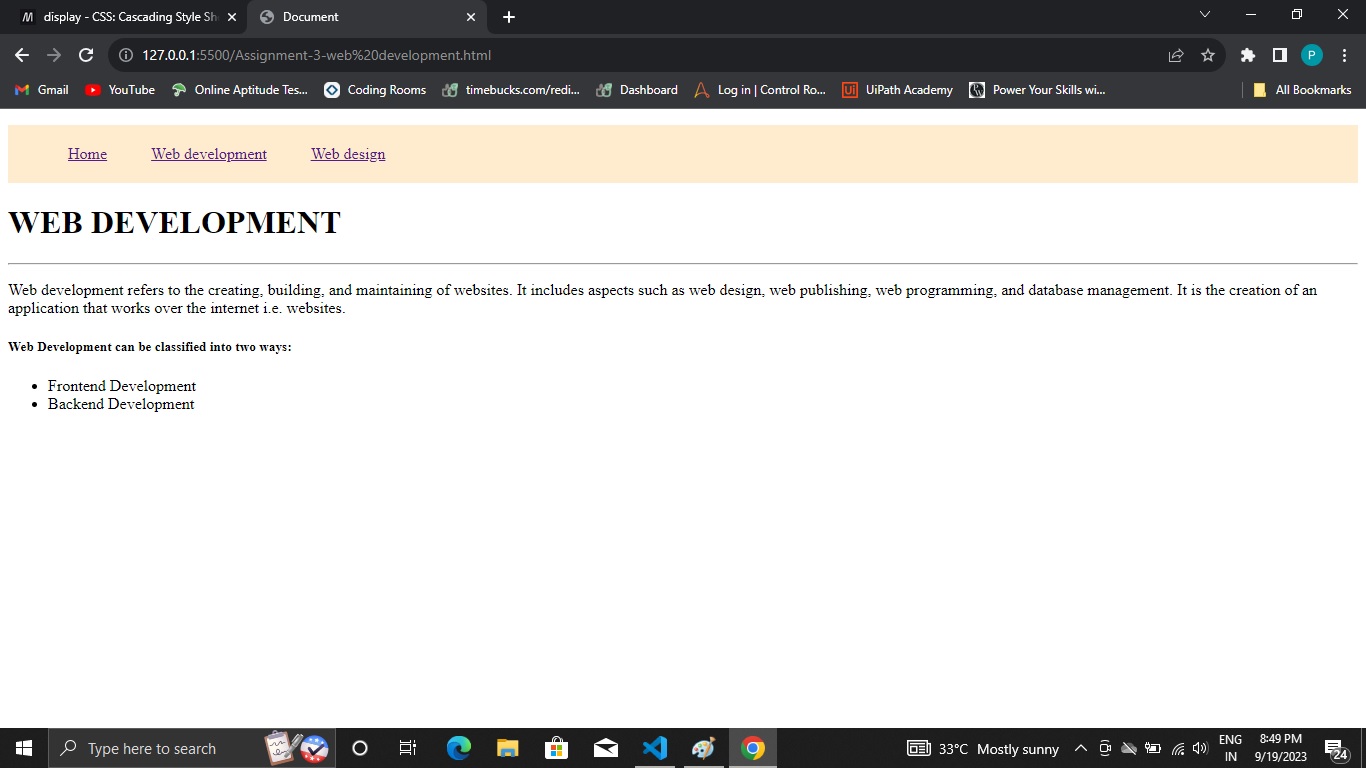 display - CSS: Cascading Style Sh
Document
127.0.0.1:5500/Assignment-3-web%20development.html
P
Gmail
YouTube
Online Aptitude Tes...
Coding Rooms
timebucks.com/redi...
Dashboard
Log in | Control Ro...
UiPath Academy
Power Your Skills wi...
All Bookmarks
Home Web development Web design
WEB DEVELOPMENT
Web development refers to the creating, building, and maintaining of websites. It includes aspects such as web design, web publishing, web programming, and database management. It is the creation of an
application that works over the internet i.e. websites.
Web Development can be classified into two ways:
• Frontend Development
• Backend Development
Type here to search
33°C Mostly sunny
ENG
IN
8:49 PM
9/19/2023
24